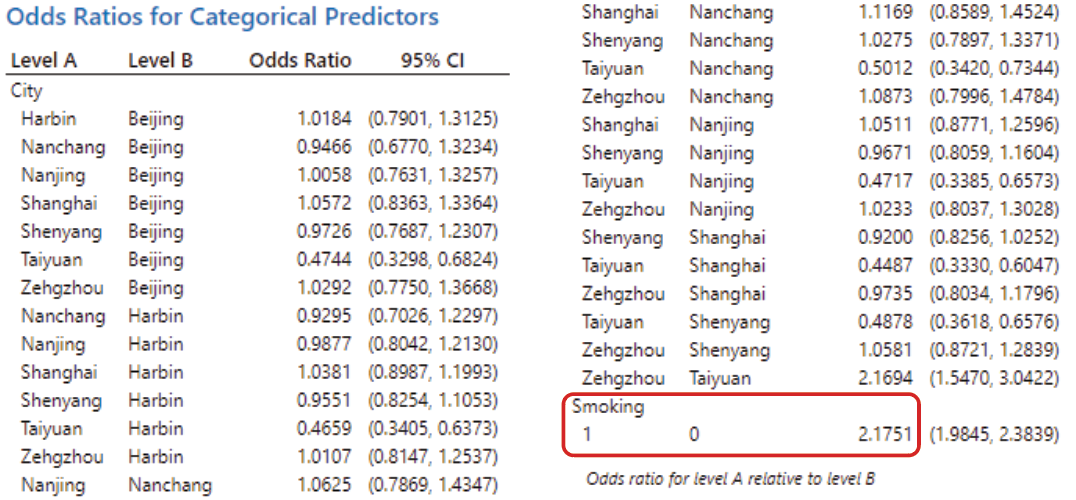 Odds Ratios for Categorical Predictors
Level A Level B Odds Ratio 95% CI
City
Harbin Beijing 1.0184 (0.7901, 1.3125)
Nanchang Beijing 0.9466 (0.6770, 1.3234)
Nanjing Beijing 1.0058 (0.7631, 1.3257)
Shanghai Beijing 1.0572 (0.8363, 1.3364)
Shenyang Beijing 0.9726 (0.7687, 1.2307)
Taiyuan Beijing 0.4744 (0.3298, 0.6824)
Zehgzhou Beijing 1.0292 (0.7750, 1.3668)
Nanchang Harbin 0.9295 (0.7026, 1.2297)
Nanjing Harbin 0.9877 (0.8042, 1.2130)
Shanghai Harbin 1.0381 (0.8987, 1.1993)
Shenyang Harbin 0.9551 (0.8254, 1.1053)
Taiyuan Harbin 0.4659 (0.3405, 0.6373)
Zehgzhou Harbin 1.0107 (0.8147, 1.2537)
Nanjing Nanchang 1.0625 (0.7869, 1.4347)
Shanghai Nanchang 1.1169 (0.8589, 1.4524)
Shenyang Nanchang 1.0275 (0.7897, 1.3371)
Taiyuan Nanchang 0.5012 (0.3420, 0.7344)
Zehgzhou Nanchang 1.0873 (0.7996, 1.4784)
Shanghai Nanjing 1.0511 (0.8771, 1.2596)
Shenyang Nanjing 0.9671 (0.8059, 1.1604)
Taiyuan Nanjing 0.4717 (0.3385, 0.6573)
Zehgzhou Nanjing 1.0233 (0.8037, 1.3028)
Shenyang Shanghai 0.9200 (0.8256, 1.0252)
Taiyuan Shanghai 0.4487 (0.3330, 0.6047)
Zehgzhou Shanghai 0.9735 (0.8034, 1.1796)
Taiyuan Shenyang 0.4878 (0.3618, 0.6576)
Zehgzhou Shenyang 1.0581 (0.8721, 1.2839)
Zehgzhou Taiyuan 2.1694 (1.5470, 3.0422)
Smoking
1 0 2.1751 (1.9845, 2.3839)
Odds ratio for level A relative to level B